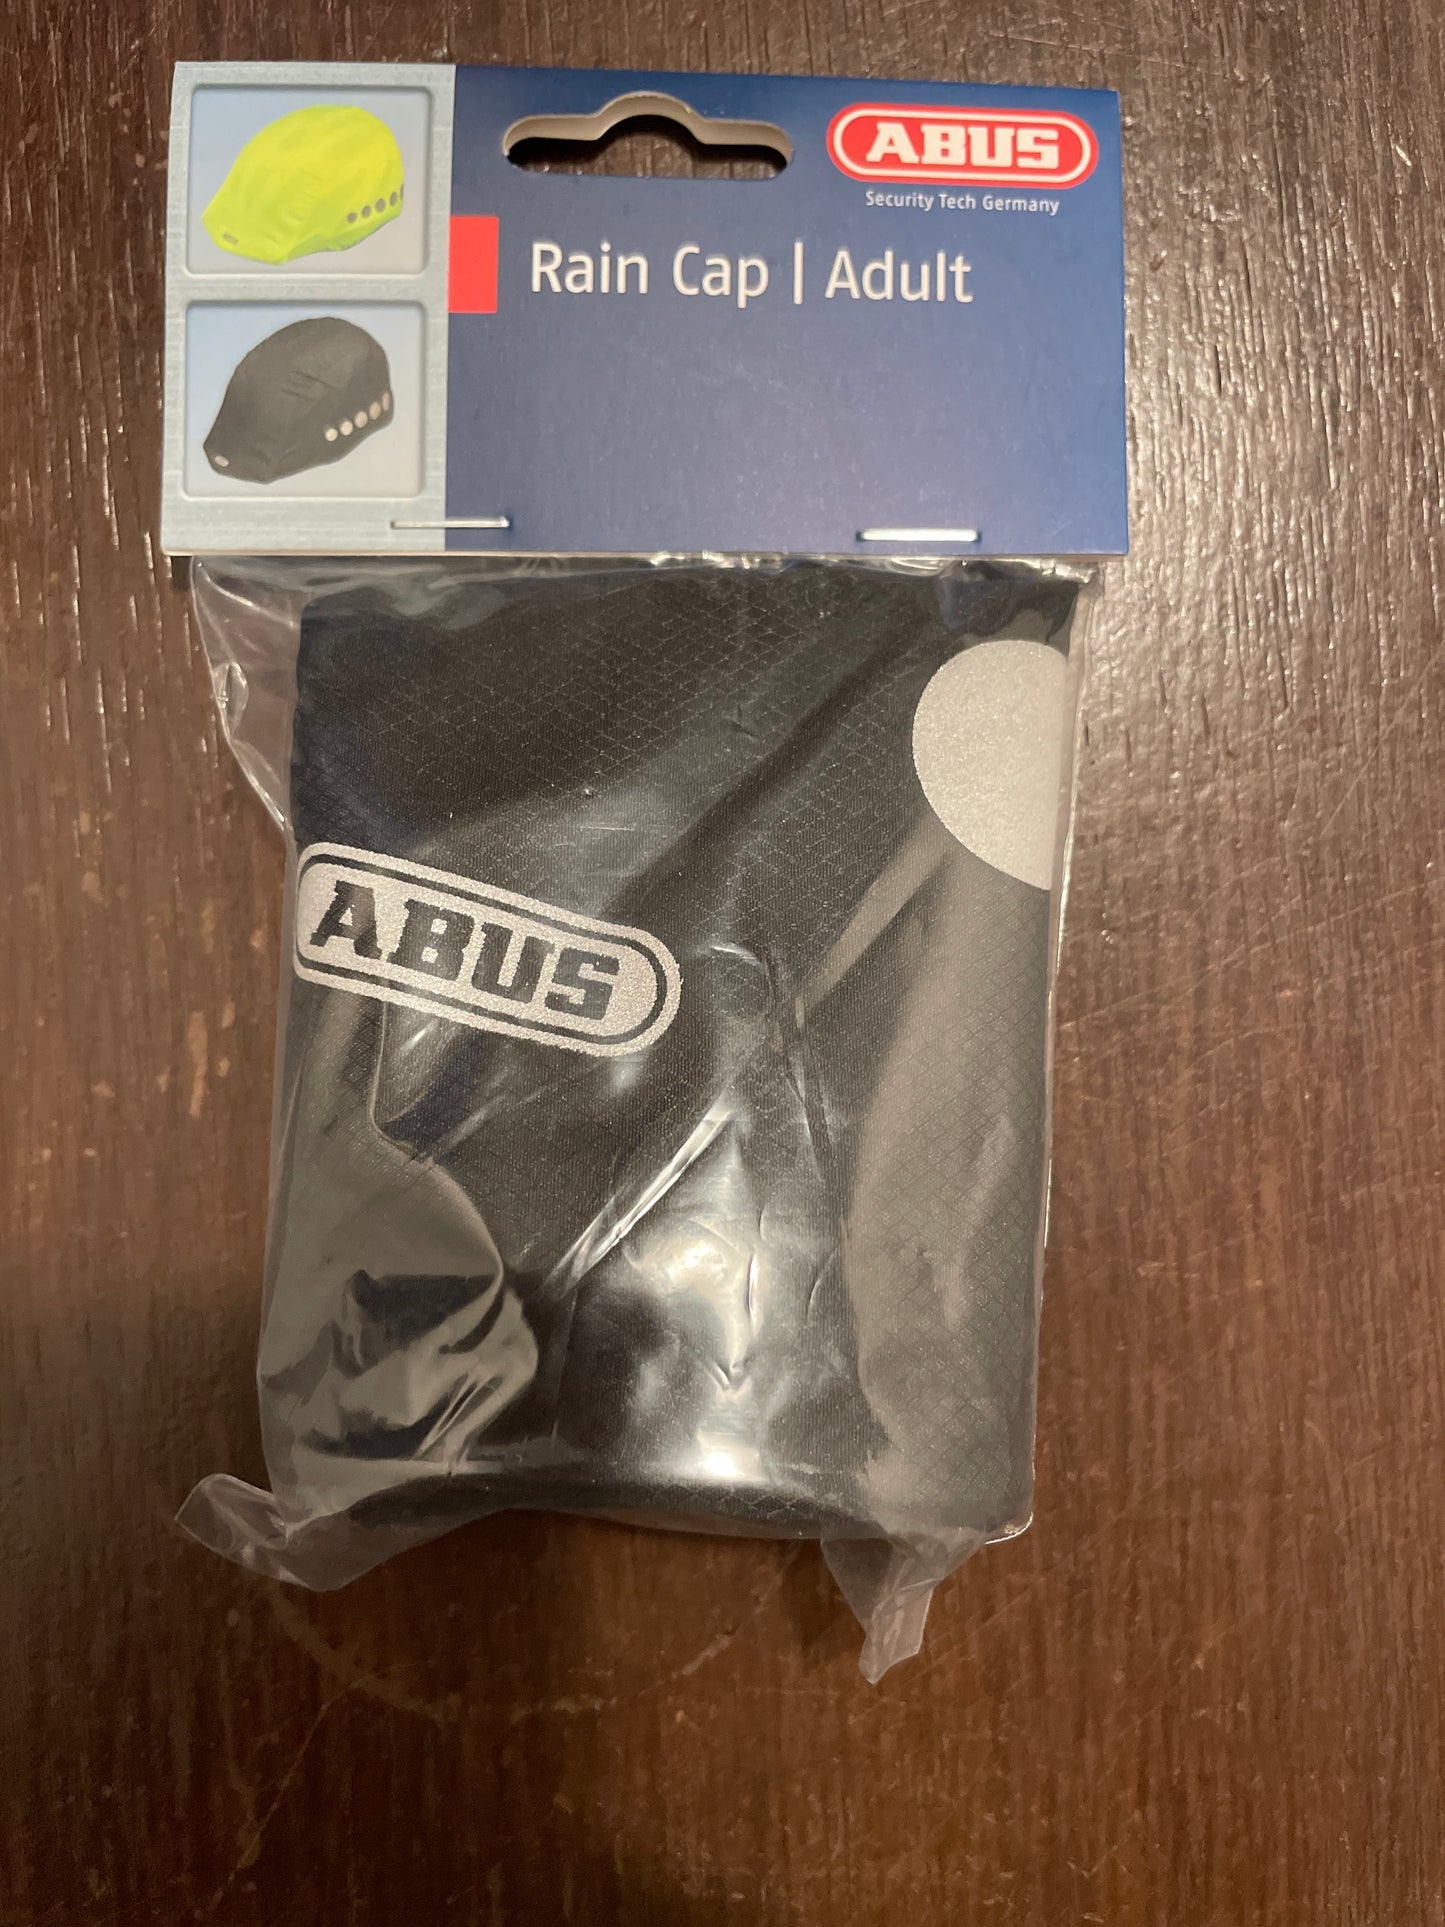 ABUS
Security Tech Germany
Rain Cap | Adult
ABUS